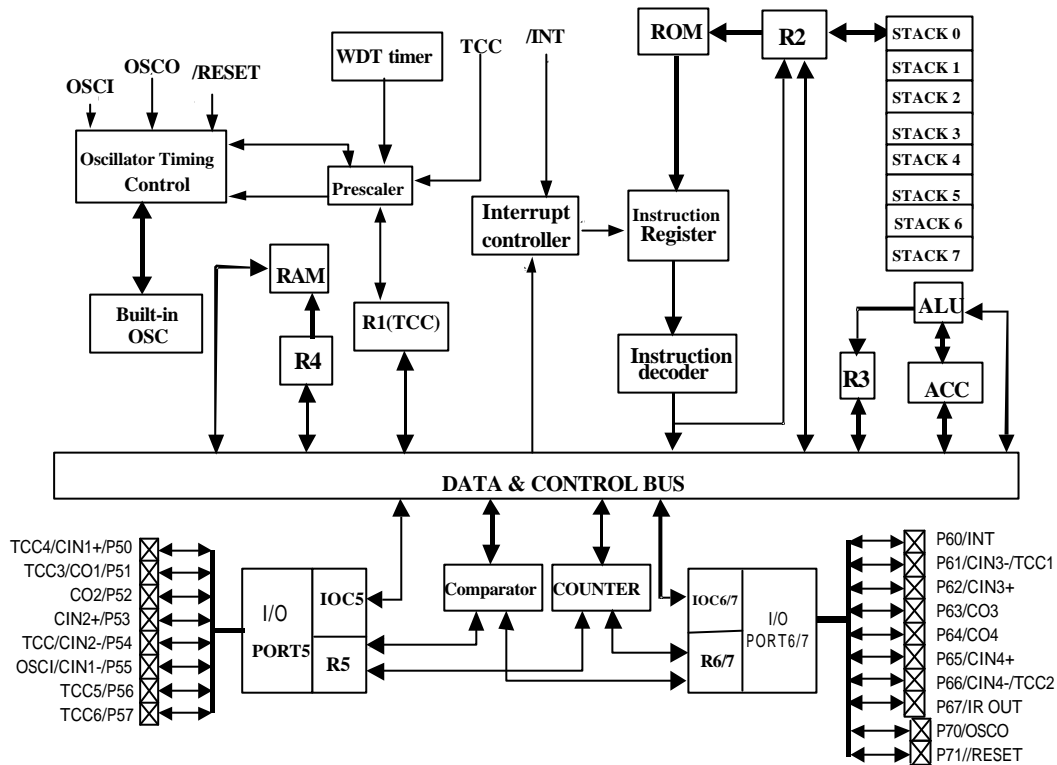 WDT timer
TCC
/INT
ROM
R2
STACK 0
STACK 1
STACK 2
STACK 3
STACK 4
STACK 5
STACK 6
STACK 7
OSCI
OSCO
/RESET
Oscillator Timing
Control
Prescaler
Interrupt
controller
Instruction
Register
RAM
Built-in
OSC
R4
R1(TCC)
Instruction
decoder
ALU
R3
ACC
DATA & CONTROL BUS
TCC4/CIN1+/P50
TCC3/CO1/P51
CO2/P52
CIN2+/P53
TCC/CIN2-/P54
OSCI/CIN1-/P55
TCC5/P56
TCC6/P57
I/O
PORT5
IOC5
R5
Comparator
COUNTER
IOC6/7
R6/7
I/O
PORT6/7
P60/INT
P61/CIN3-/TCC1
P62/CIN3+
P63/CO3
P64/CO4
P65/CIN4+
P66/CIN4-/TCC2
P67/IR OUT
P70/OSCO
P71//RESET